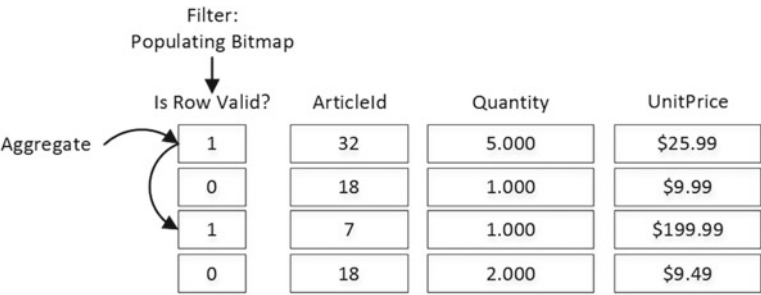 Filter:
Populating Bitmap
Is Row Valid? ArticleId Quantity UnitPrice
Aggregate 1 32 5.000 $25.99
0 18 1.000 $9.99
1 7 1.000 $199.99
0 18 2.000 $9.49